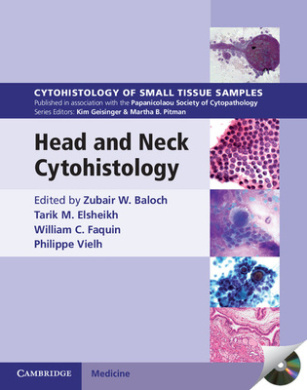 CYTOHISTOLOGY OF SMALL TISSUE SAMPLES
Published in association with the Papanicolaou Society of Cytopathology
Series Editors: Kim Geisinger & Martha B. Pitman
Head and Neck
Cytohistology
Edited by Zubair W. Baloch
Tarik M. Elsheikh
William C. Faquin
Philippe Vielh
CAMBRIDGE
Medicine